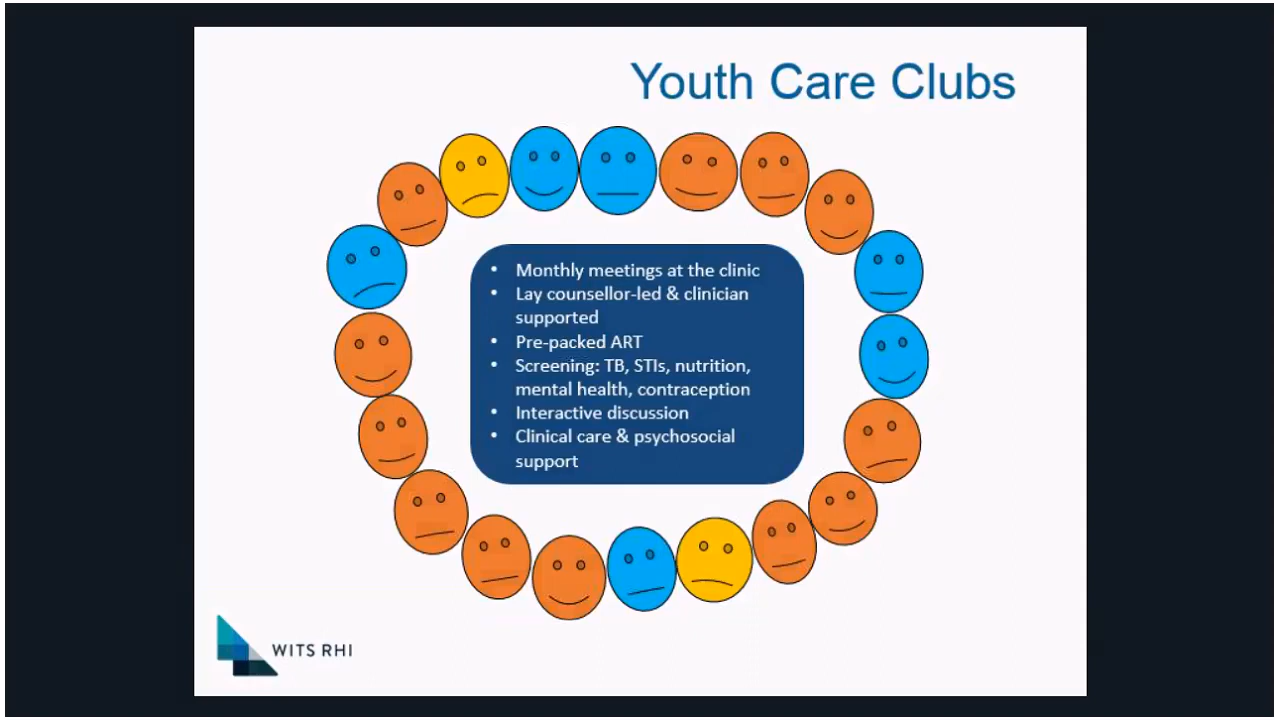 Youth Care Clubs
• Monthly meetings at the clinic
• Lay counsellor-led & clinician
supported
• Pre-packed ART
• Screening: TB, STIs, nutrition,
mental health, contraception
• Interactive discussion
• Clinical care & psychosocial
support
WITS RHI